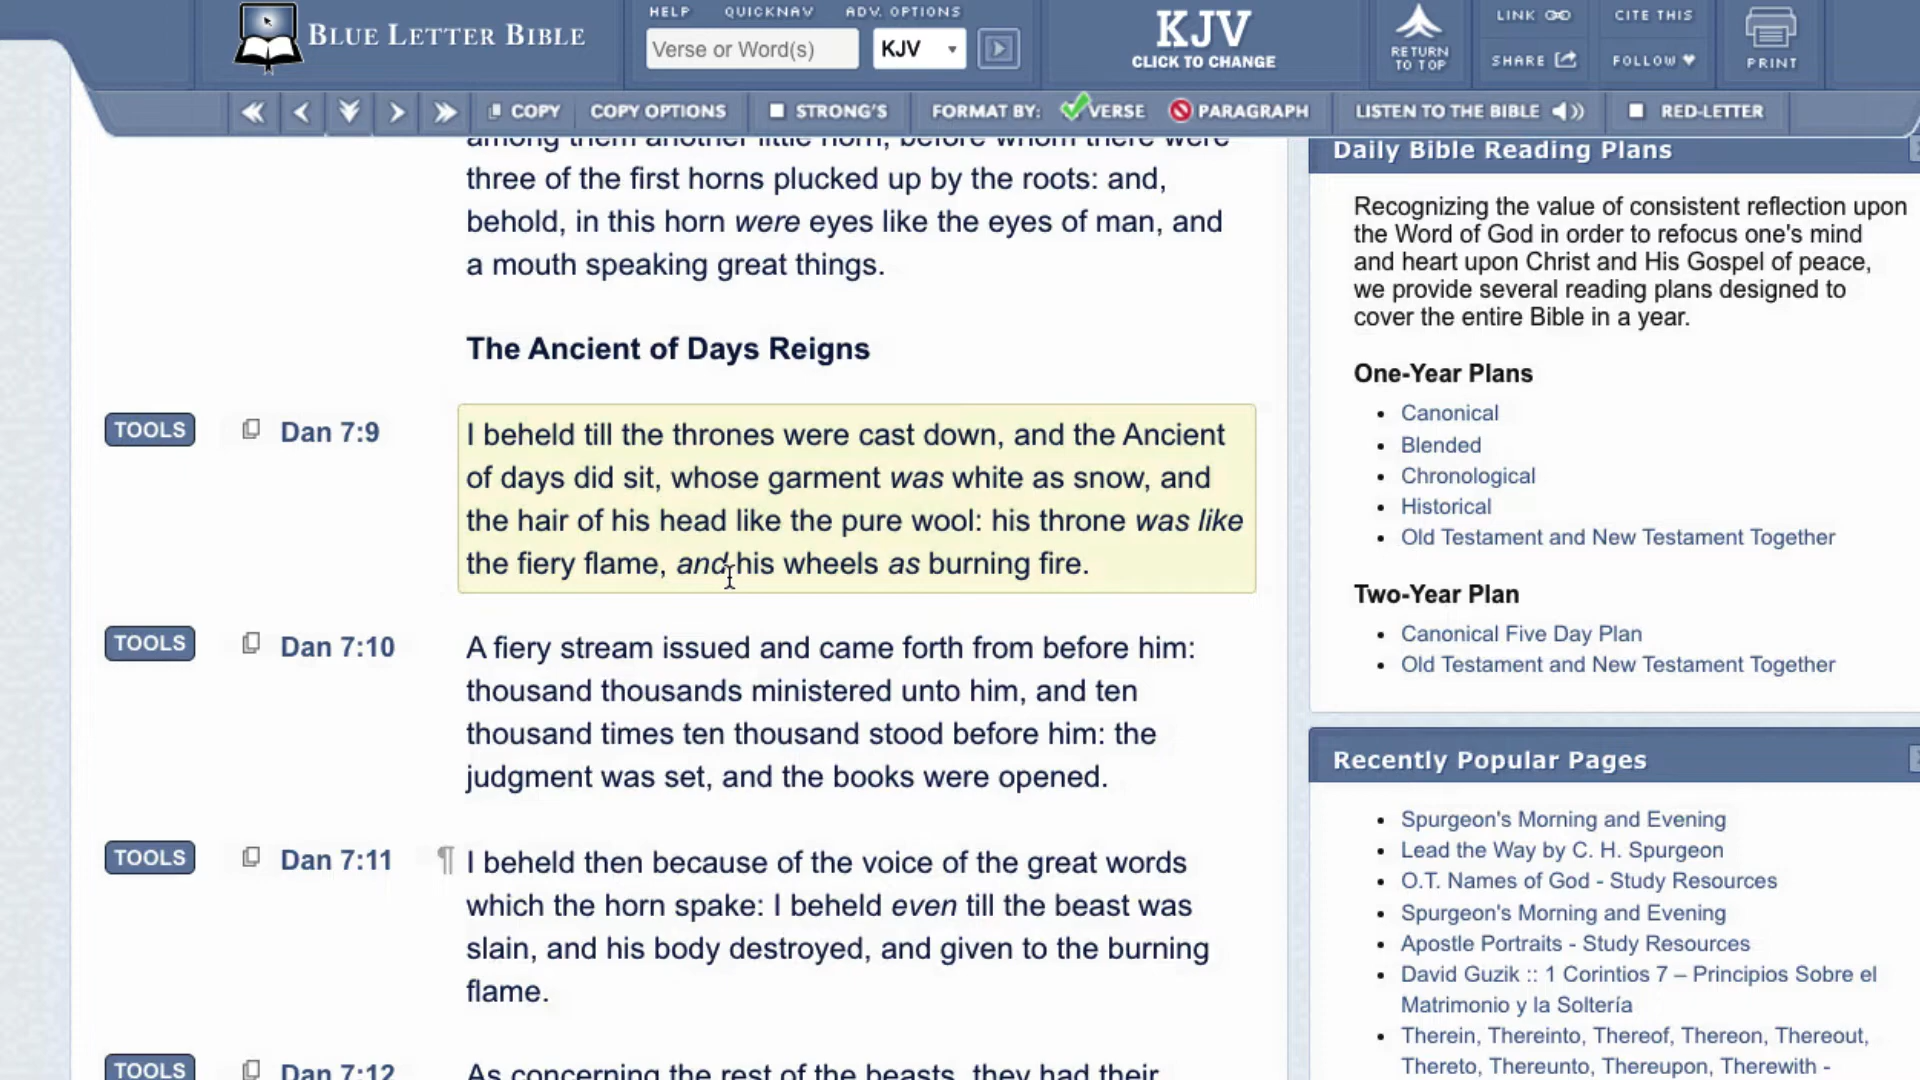 BLUE LETTER BIBLE
HELP QUICKNAV ADV. OPTIONS
Verse or Word(s) KJV
KJV
CLICK TO CHANGE
RETURN
TO TOP
LINK
CITE THIS
SHARE
FOLLOW
PRINT
COPY COPY OPTIONS STRONG'S FORMAT BY: VERSE PARAGRAPH LISTEN TO THE BIBLE RED-LETTER
among them another little horn, before whom there were
three of the first horns plucked up by the roots: and,
behold, in this horn were eyes like the eyes of man, and
a mouth speaking great things.
The Ancient of Days Reigns
TOOLS Dan 7:9
I beheld till the thrones were cast down, and the Ancient
of days did sit, whose garment was white as snow, and
the hair of his head like the pure wool: his throne was like
the fiery flame, and his wheels as burning fire.
TOOLS Dan 7:10
A fiery stream issued and came forth from before him:
thousand thousands ministered unto him, and ten
thousand times ten thousand stood before him: the
judgment was set, and the books were opened.
TOOLS Dan 7:11
¶ I beheld then because of the voice of the great words
which the horn spake: I beheld even till the beast was
slain, and his body destroyed, and given to the burning
flame.
TOOLS Dan 7:12
As concerning the rest of the beasts, they had their
Daily Bible Reading Plans
Recognizing the value of consistent reflection upon
the Word of God in order to refocus one's mind
and heart upon Christ and His Gospel of peace,
we provide several reading plans designed to
cover the entire Bible in a year.
One-Year Plans
• Canonical
• Blended
• Chronological
• Historical
• Old Testament and New Testament Together
Two-Year Plan
• Canonical Five Day Plan
• Old Testament and New Testament Together
Recently Popular Pages
• Spurgeon's Morning and Evening
• Lead the Way by C. H. Spurgeon
• O.T. Names of God - Study Resources
• Spurgeon's Morning and Evening
• Apostle Portraits - Study Resources
• David Guzik :: 1 Corintios 7 – Principios Sobre el
Matrimonio y la Soltería
• Therein, Thereinto, Thereof, Thereon, Thereout,
Thereto, Thereunto, Thereupon, Therewith -